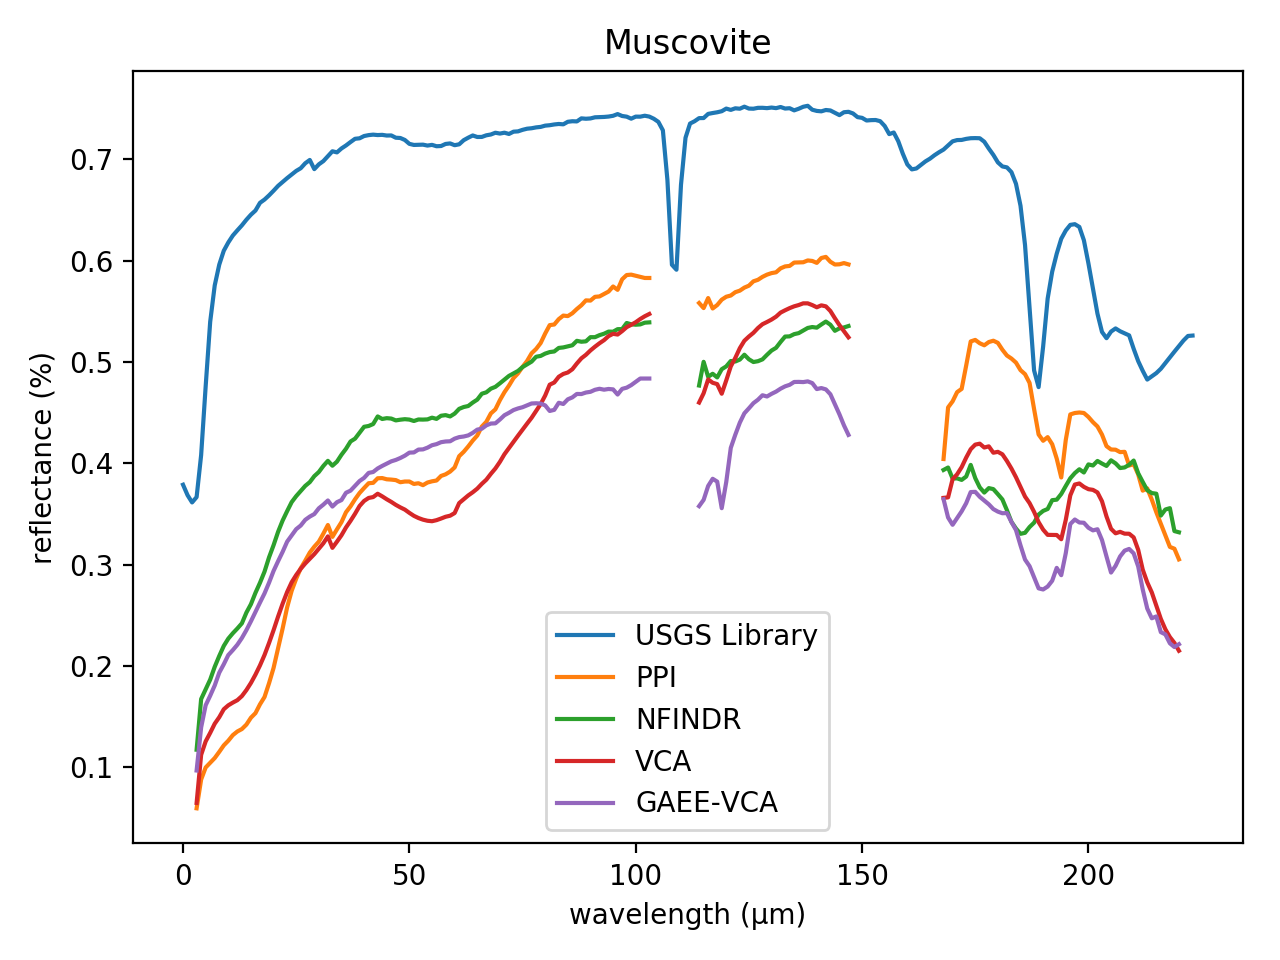 Muscovite
reflectance (%)
0.7
0.6
0.5
0.4
0.3
0.2
0.1
USGS Library
PPI
NFINDR
VCA
GAEE-VCA
0 50 100 150 200
wavelength (μm)